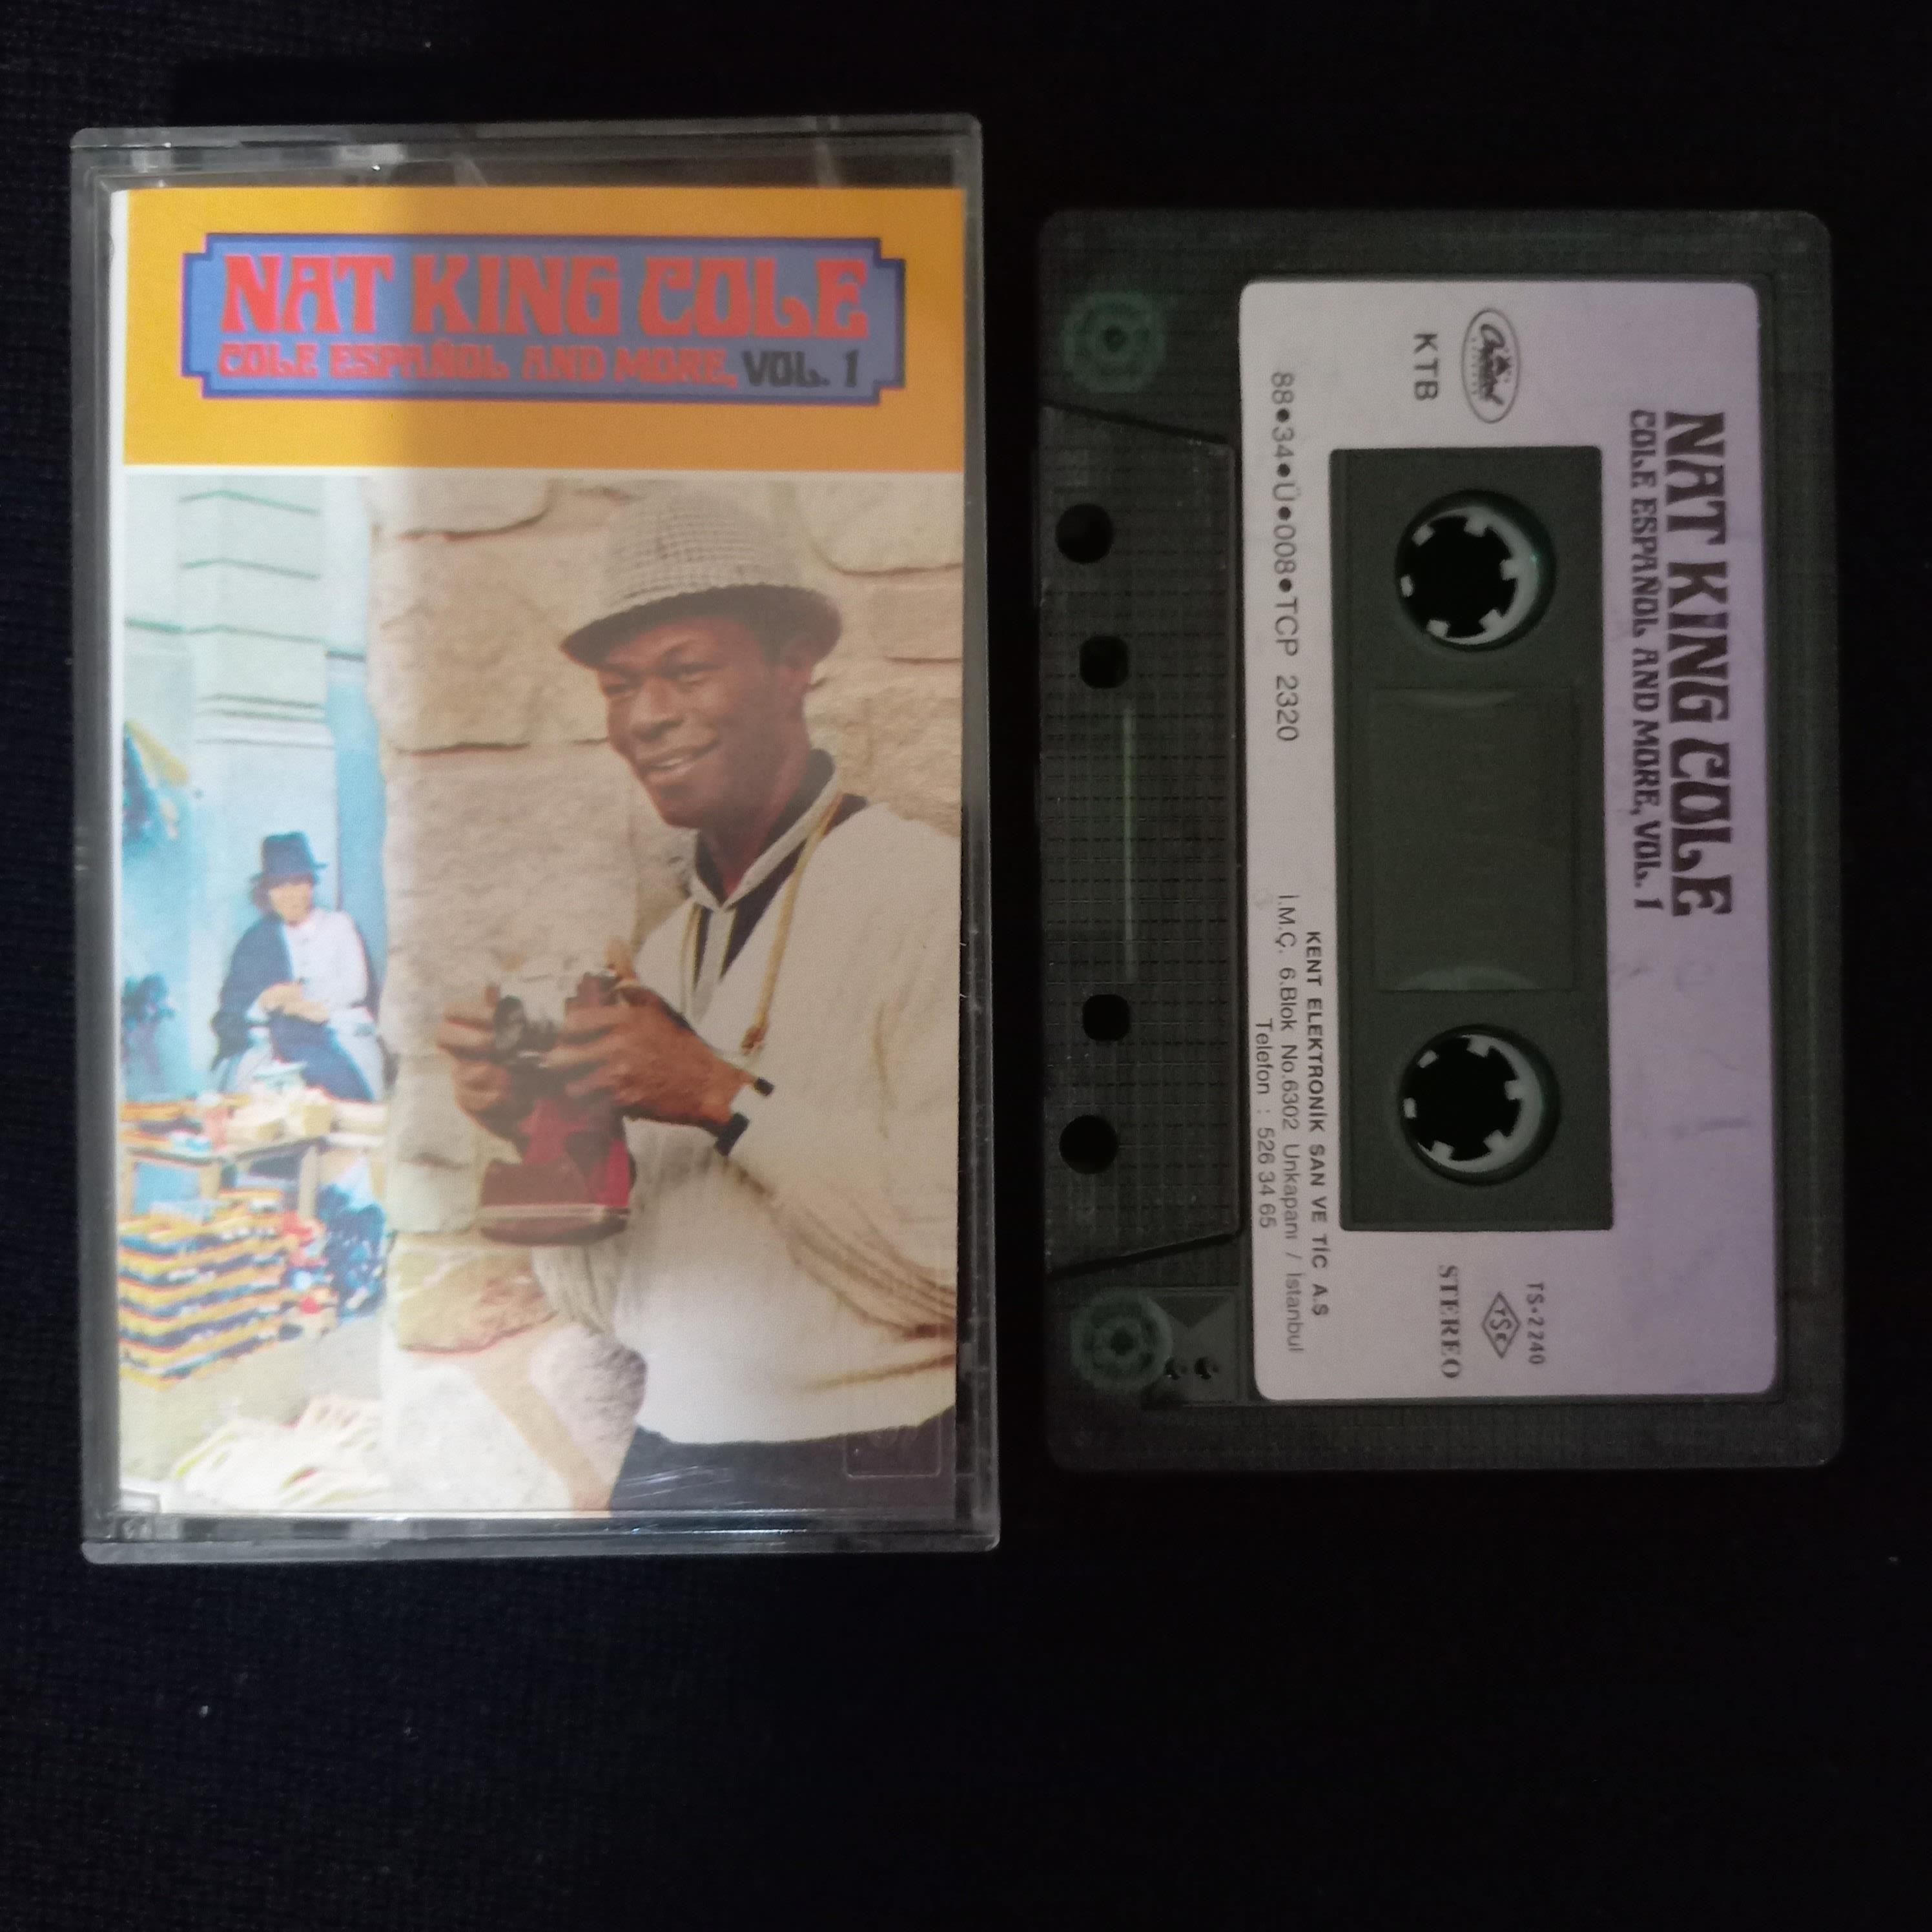 NAT KING COLE
COLE ESPAÑOL AND MORE, VOL. 1
NAT KING COLE
COLE ESPAÑOL AND MORE, VOL. 1
Capitol
KTB
TS•2240
TSE
STEREO
88•34•Ü•008•TCP 2320
KENT ELEKTRONİK SAN VE TİC A.S
İ.M.Ç. 6.Blok No.6302 Unkapanı / İstanbul
Telefon : 526 34 65